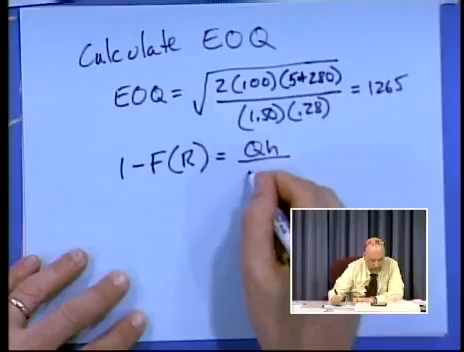 Calculate EOQ
EOQ = √(2(100)(5+280) / (1.50)(.28)) = 1265
1-F(R) = Qh